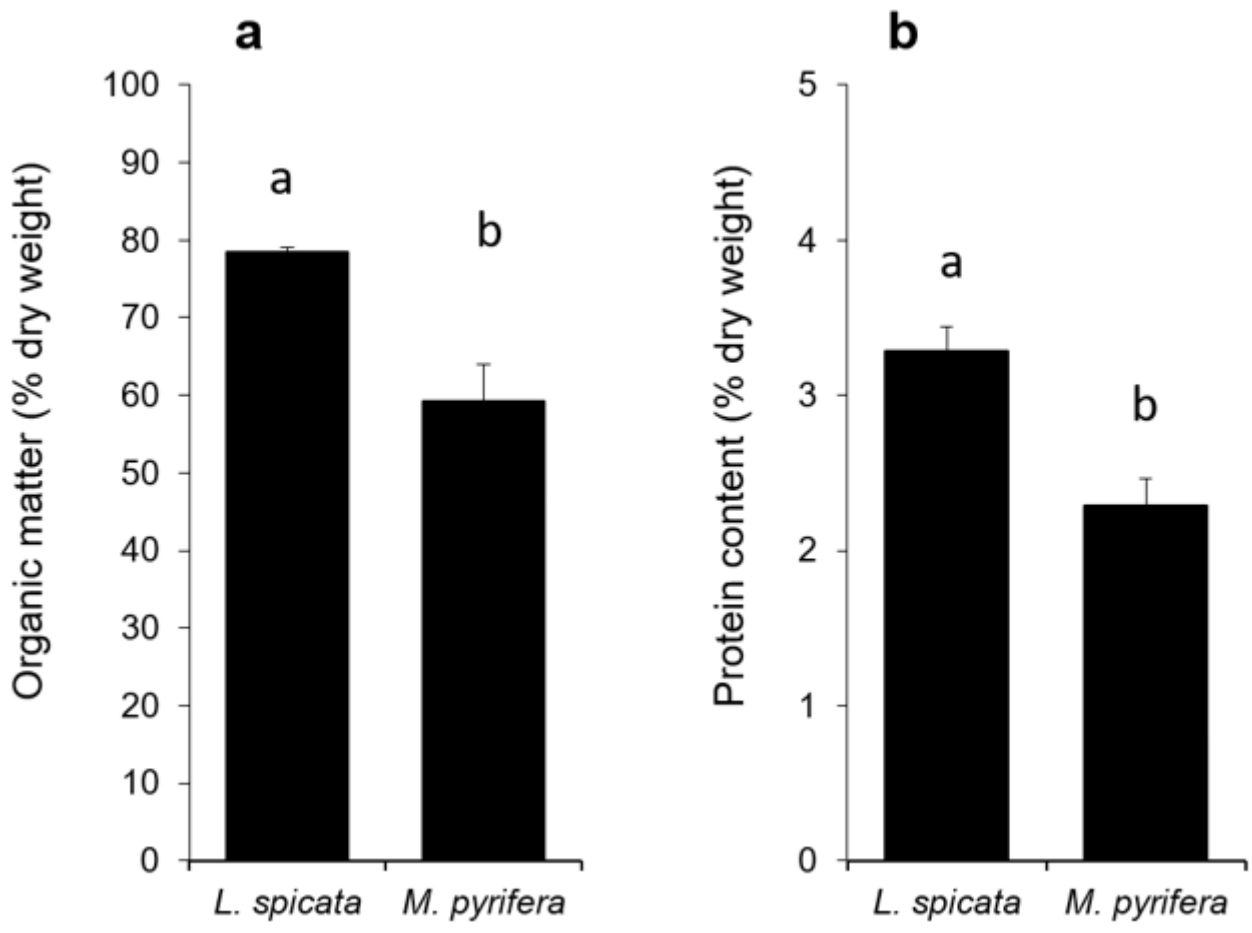 a
Organic matter (% dry weight)
100
90
80
70
60
50
40
30
20
10
0
a
b
L. spicata
M. pyrifera
b
Protein content (% dry weight)
5
4
3
2
1
0
a
b
L. spicata
M. pyrifera